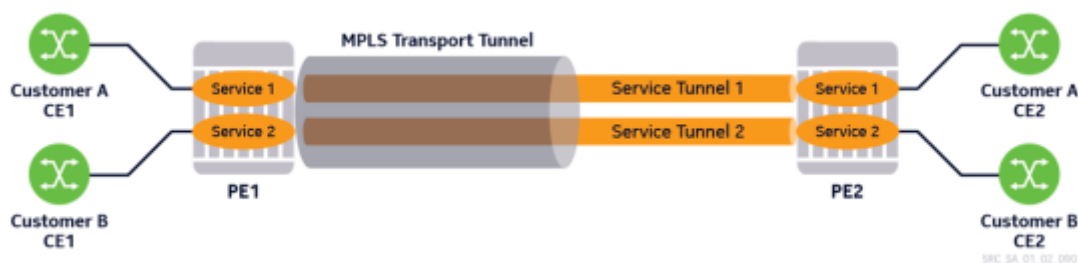 MPLS Transport Tunnel
Customer A
CE1
Service 1
Service Tunnel 1
Service 1
Customer A
CE2
Service 2
Service Tunnel 2
Service 2
PE1
PE2
Customer B
CE1
Customer B
CE2
SRC_SA_01_02_090